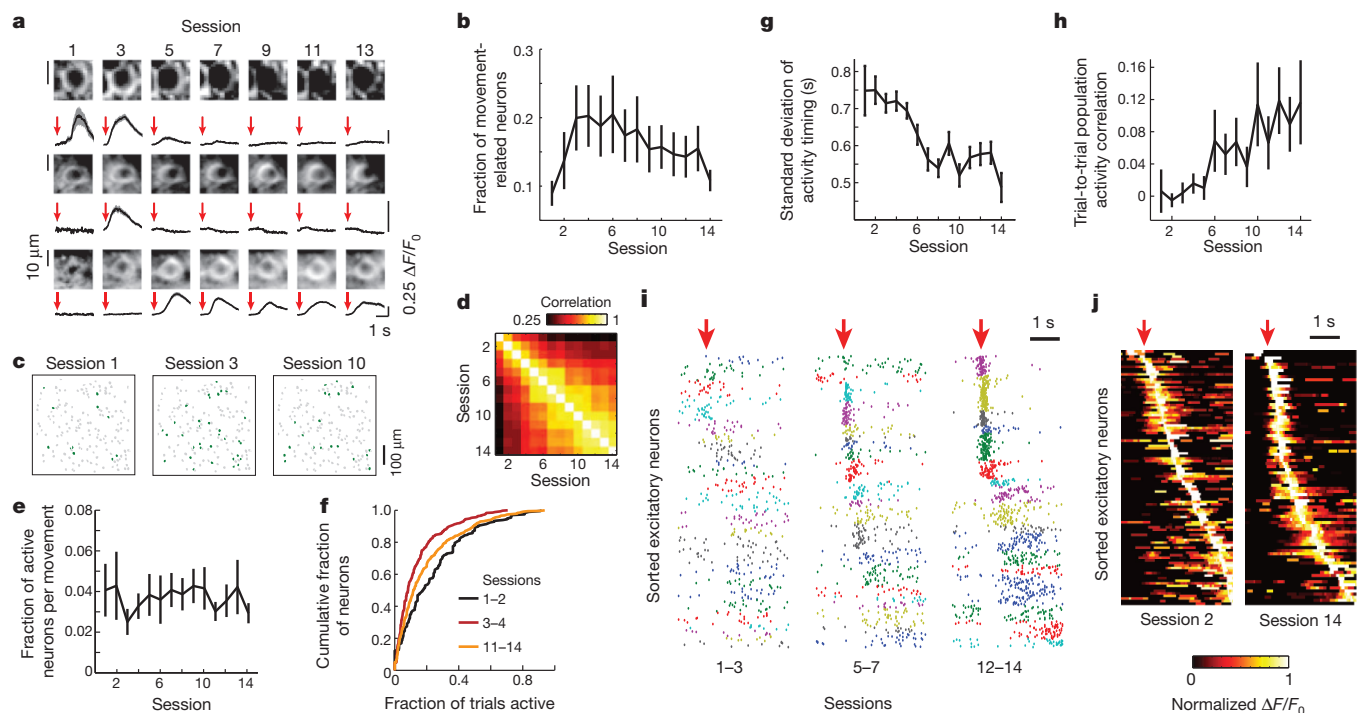 a
Session
1 3 5 7 9 11 13
10 μm
0.25 ΔF/F0
1 s
b
Fraction of movement-
related neurons
0.3
0.2
0.1
2 6 10 14
Session
g
Standard deviation of
activity timing (s)
0.8
0.7
0.6
0.5
2 6 10 14
Session
h
Trial-to-trial population
activity correlation
0.16
0.12
0.08
0.04
0
2 6 10 14
Session
c
Session 1 Session 3 Session 10
100 μm
d
Correlation
0.25 1
Session
2
6
10
14
2 6 10 14
Session
e
Fraction of active
neurons per movement
0.08
0.06
0.04
0.02
0
2 6 10 14
Session
f
Cumulative fraction
of neurons
1.0
0.8
0.6
0.4
0.2
0
Sessions
1–2
3–4
11–14
0 0.4 0.8
Fraction of trials active
i
1 s
Sorted excitatory neurons
1–3 5–7 12–14
Sessions
j
1 s
Sorted excitatory neurons
Session 2 Session 14
0 1
Normalized ΔF/F0